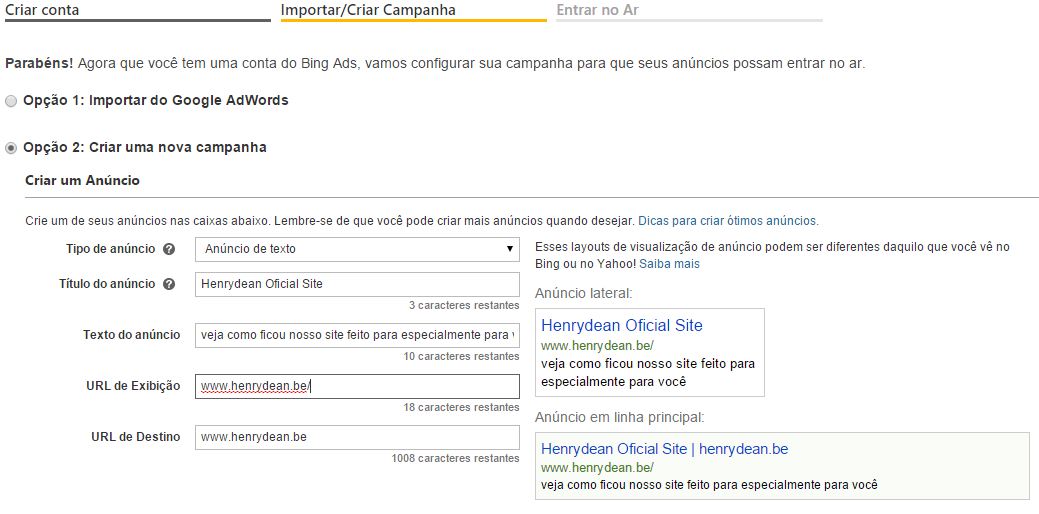 Criar conta
Importar/Criar Campanha
Entrar no Ar
Parabéns! Agora que você tem uma conta do Bing Ads, vamos configurar sua campanha para que seus anúncios possam entrar no ar.
Opção 1: Importar do Google AdWords
Opção 2: Criar uma nova campanha
Criar um Anúncio
Crie um de seus anúncios nas caixas abaixo. Lembre-se de que você pode criar mais anúncios quando desejar. Dicas para criar ótimos anúncios.
Tipo de anúncio ?
Anúncio de texto
Título do anúncio ?
Henrydean Oficial Site
3 caracteres restantes
Texto do anúncio
veja como ficou nosso site feito para especialmente para v
10 caracteres restantes
URL de Exibição
www.henrydean.be/
18 caracteres restantes
URL de Destino
www.henrydean.be
1008 caracteres restantes
Esses layouts de visualização de anúncio podem ser diferentes daquilo que você vê no
Bing ou no Yahoo! Saiba mais
Anúncio lateral:
Henrydean Oficial Site
www.henrydean.be/
veja como ficou nosso site feito para
especialmente para você
Anúncio em linha principal:
Henrydean Oficial Site | henrydean.be
www.henrydean.be/
veja como ficou nosso site feito para especialmente para você